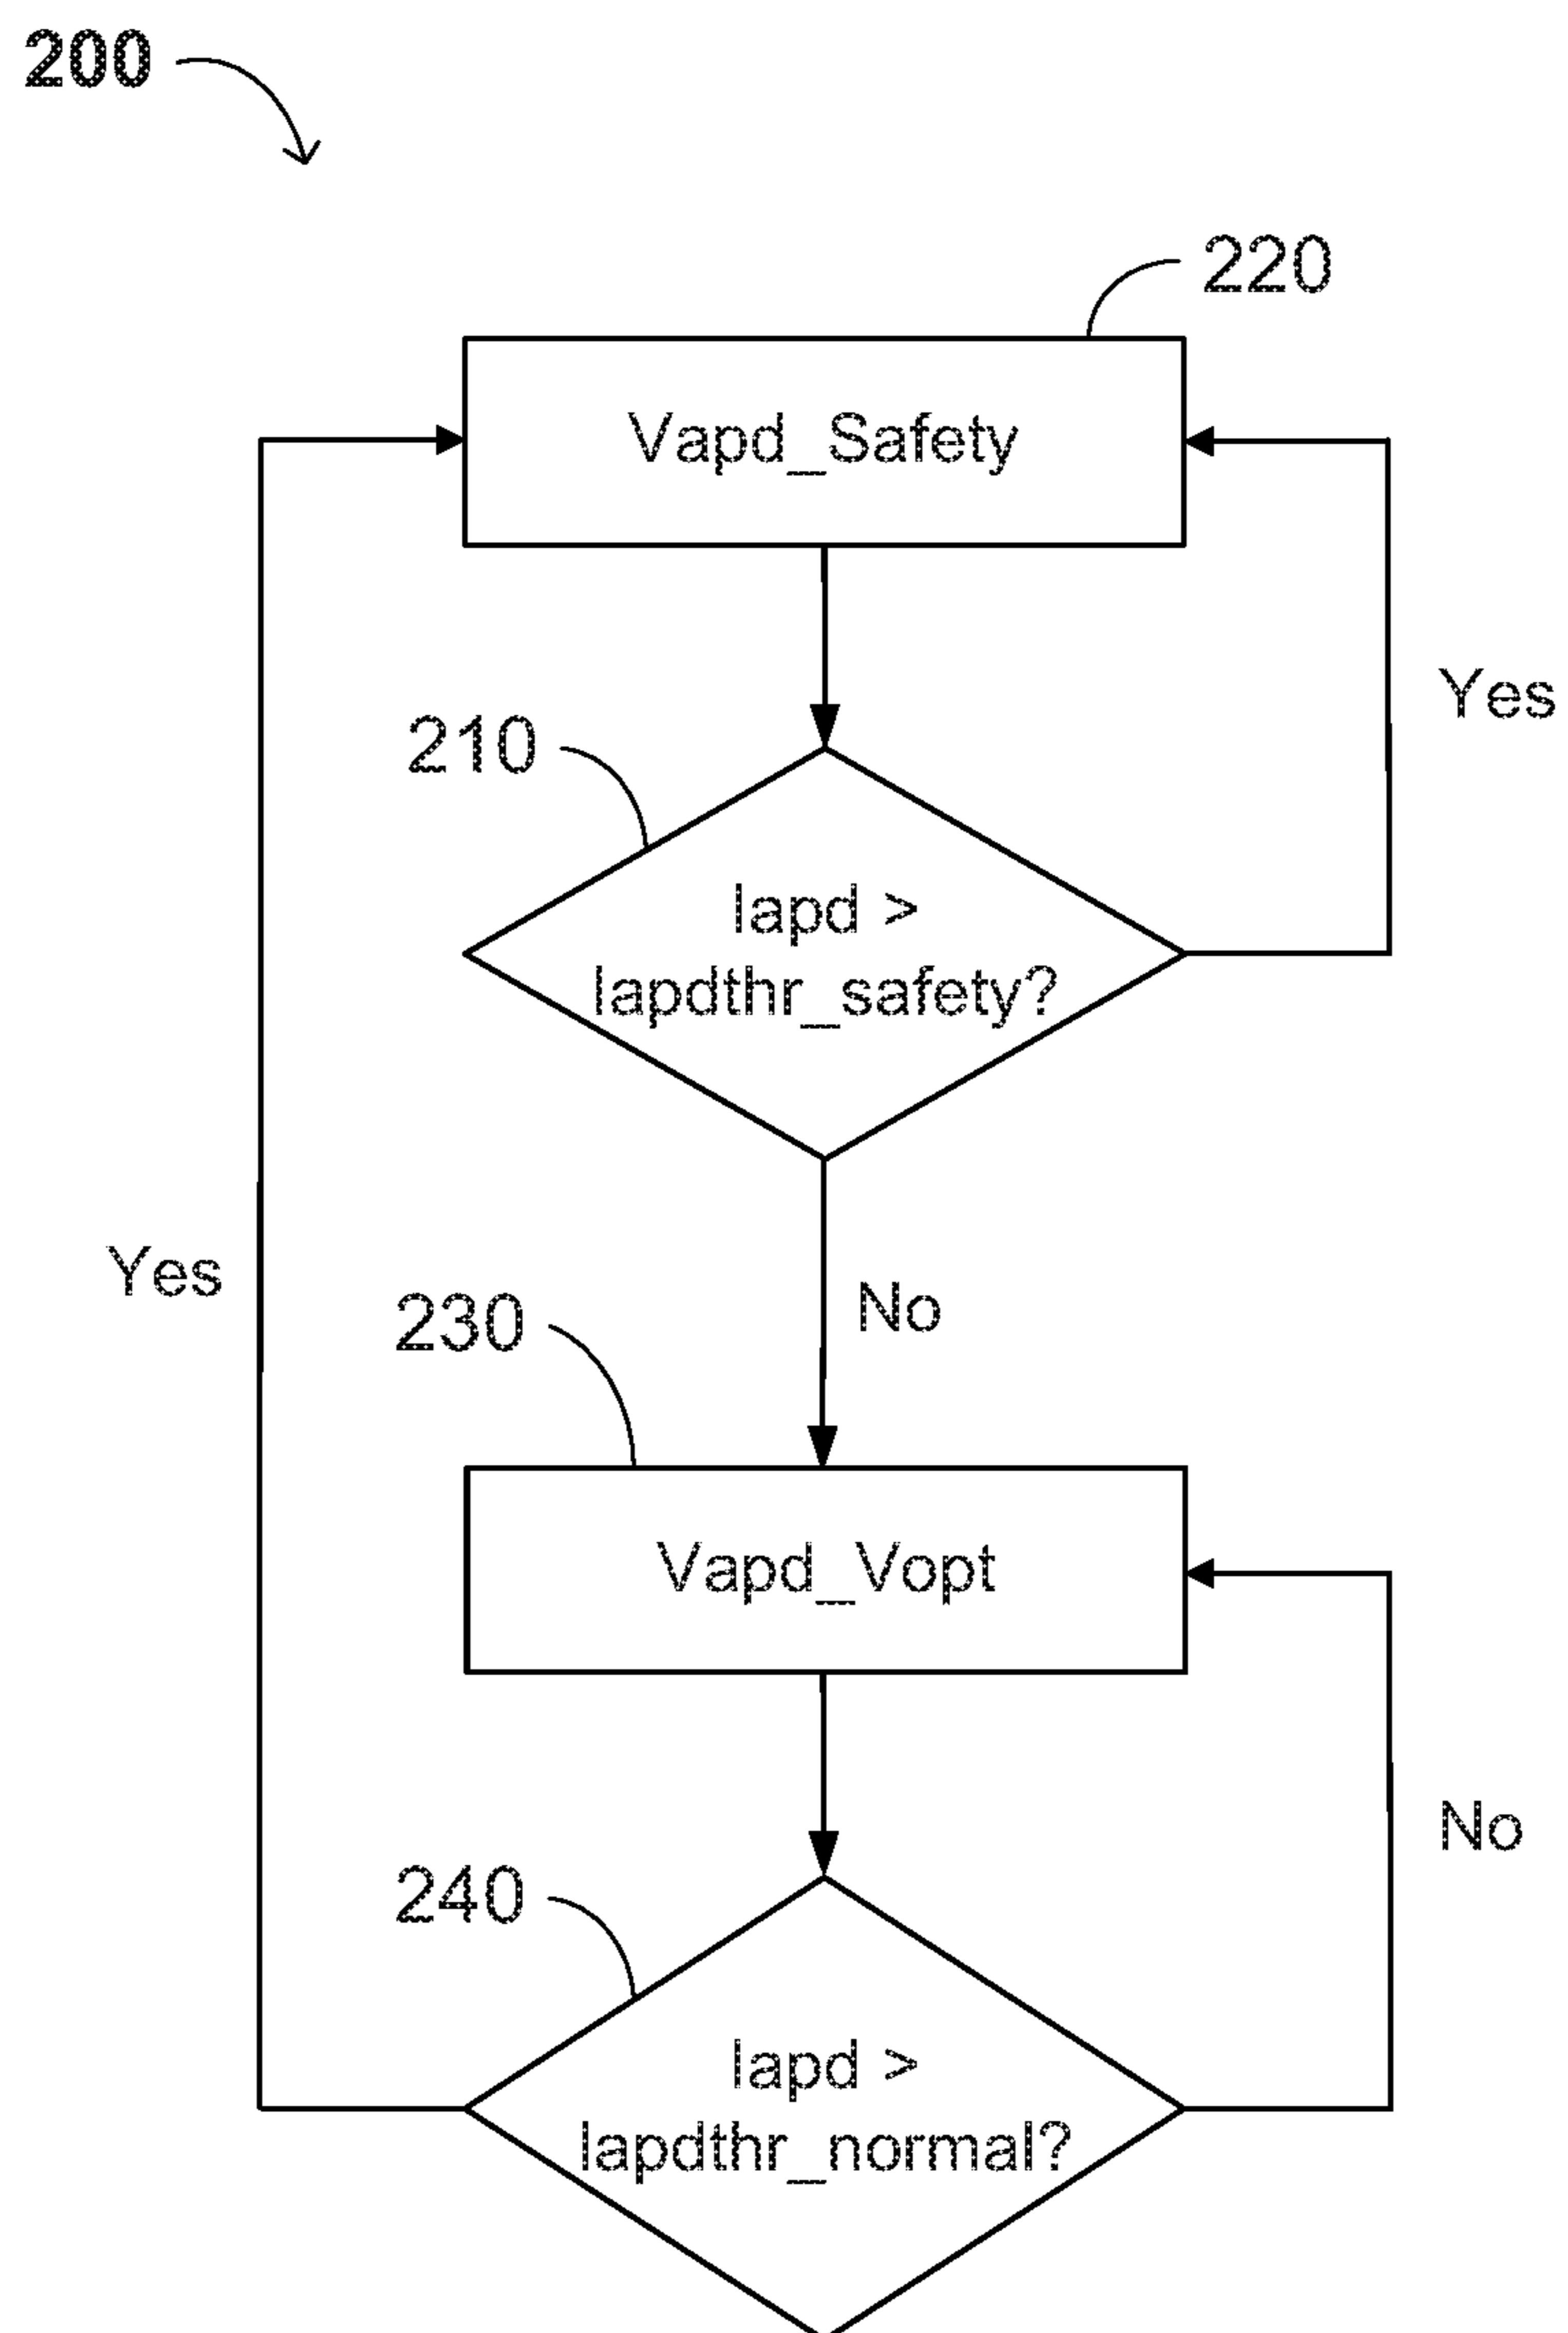 200
220
Vapd_Safety
Yes
210
Iapd >
Iapdthr_safety?
Yes
No
230
Vapd_Vopt
No
240
Iapd >
Iapdthr_normal?